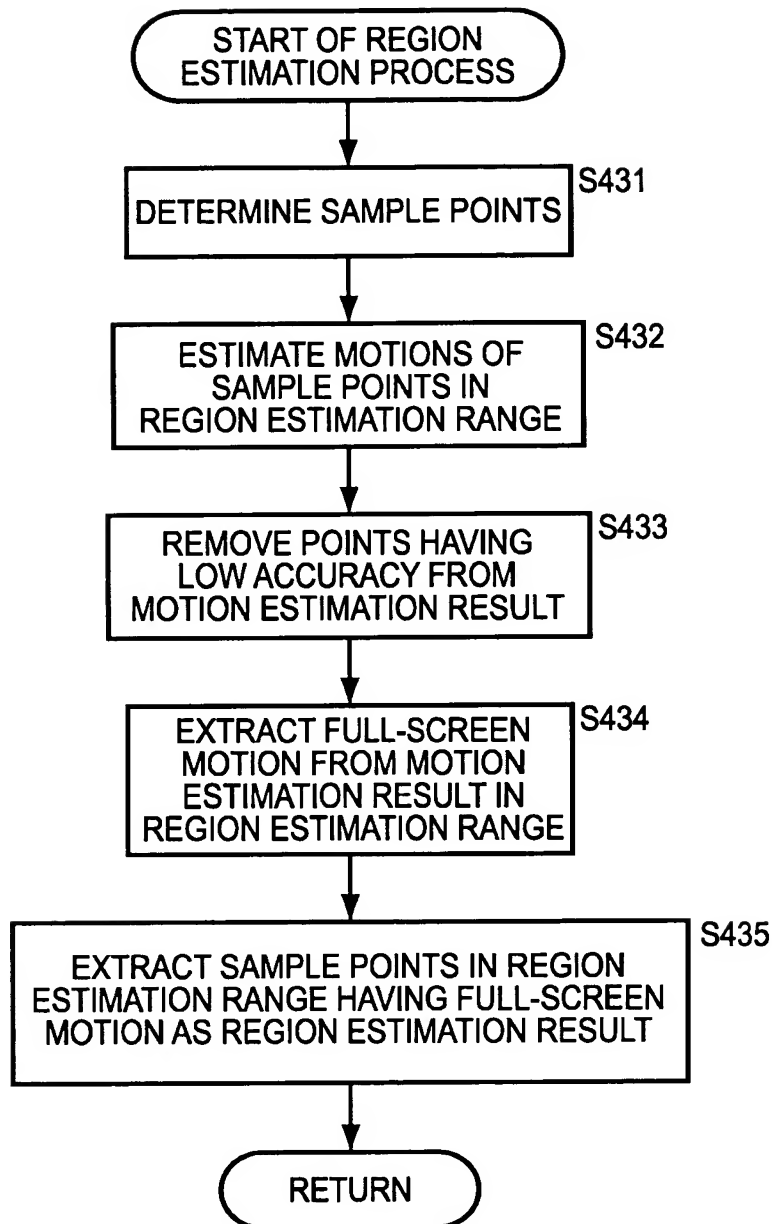 START OF REGION
ESTIMATION PROCESS
S431
DETERMINE SAMPLE POINTS
S432
ESTIMATE MOTIONS OF
SAMPLE POINTS IN
REGION ESTIMATION RANGE
S433
REMOVE POINTS HAVING
LOW ACCURACY FROM
MOTION ESTIMATION RESULT
S434
EXTRACT FULL-SCREEN
MOTION FROM MOTION
ESTIMATION RESULT IN
REGION ESTIMATION RANGE
S435
EXTRACT SAMPLE POINTS IN REGION
ESTIMATION RANGE HAVING FULL-SCREEN
MOTION AS REGION ESTIMATION RESULT
RETURN